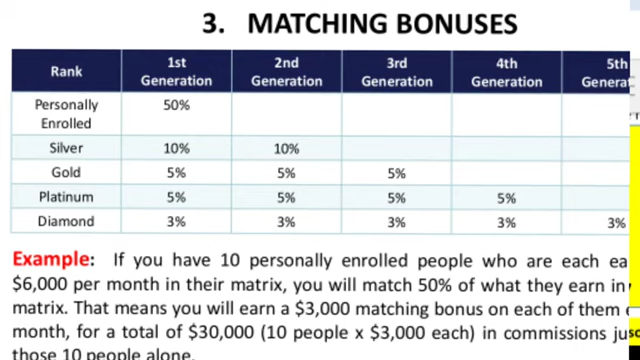 3. MATCHING BONUSES
Rank 1st Generation 2nd Generation 3rd Generation 4th Generation 5th
Personally Enrolled 50%
Silver 10% 10%
Gold 5% 5% 5%
Platinum 5% 5% 5% 5%
Diamond 3% 3% 3% 3% 3%
Example: If you have 10 personally enrolled people who are each
$6,000 per month in their matrix, you will match 50% of what they earn in
matrix. That means you will earn a $3,000 matching bonus on each of them
month, for a total of $30,000 (10 people x $3,000 each) in commissions
those 10 people alone.